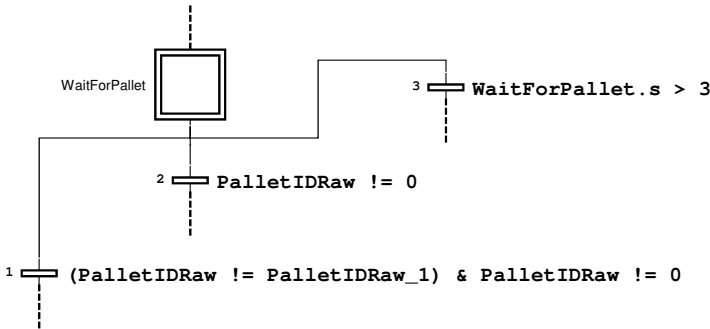 WaitForPallet
3 WaitForPallet.s > 3
2 PalletIDRaw != 0
1 (PalletIDRaw != PalletIDRaw_1) & PalletIDRaw != 0